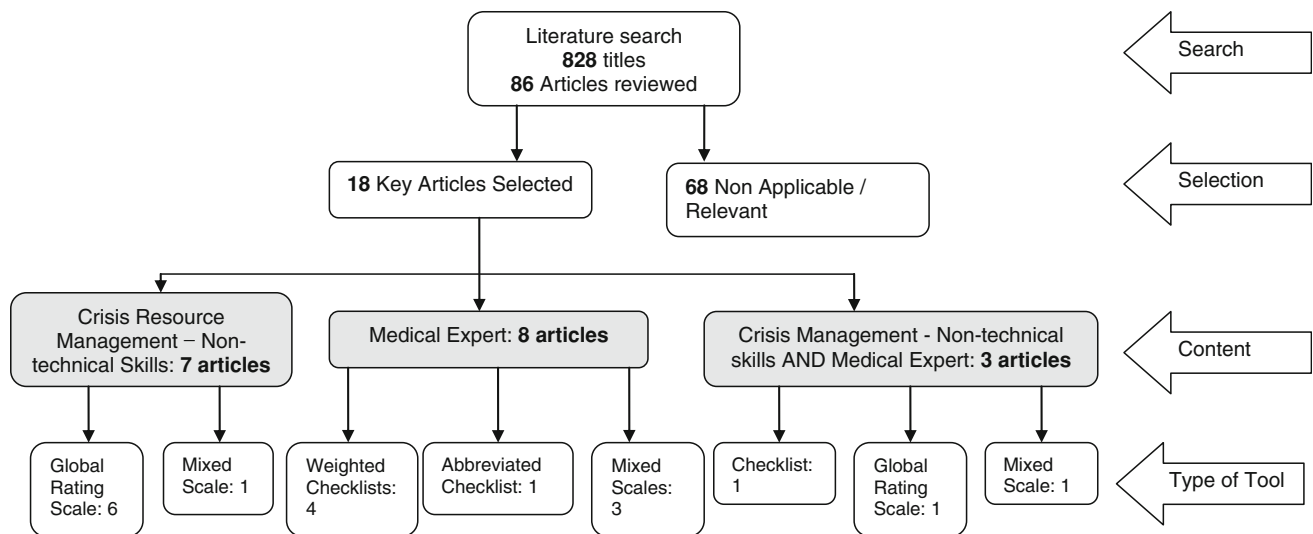 Literature search
828 titles
86 Articles reviewed
Search
18 Key Articles Selected
68 Non Applicable /
Relevant
Selection
Crisis Resource
Management – Non-
technical Skills: 7 articles
Medical Expert: 8 articles
Crisis Management - Non-technical
skills AND Medical Expert: 3 articles
Content
Global
Rating
Scale: 6
Mixed
Scale: 1
Weighted
Checklists:
4
Abbreviated
Checklist: 1
Mixed
Scales:
3
Checklist:
1
Global
Rating
Scale: 1
Mixed
Scale: 1
Type of Tool